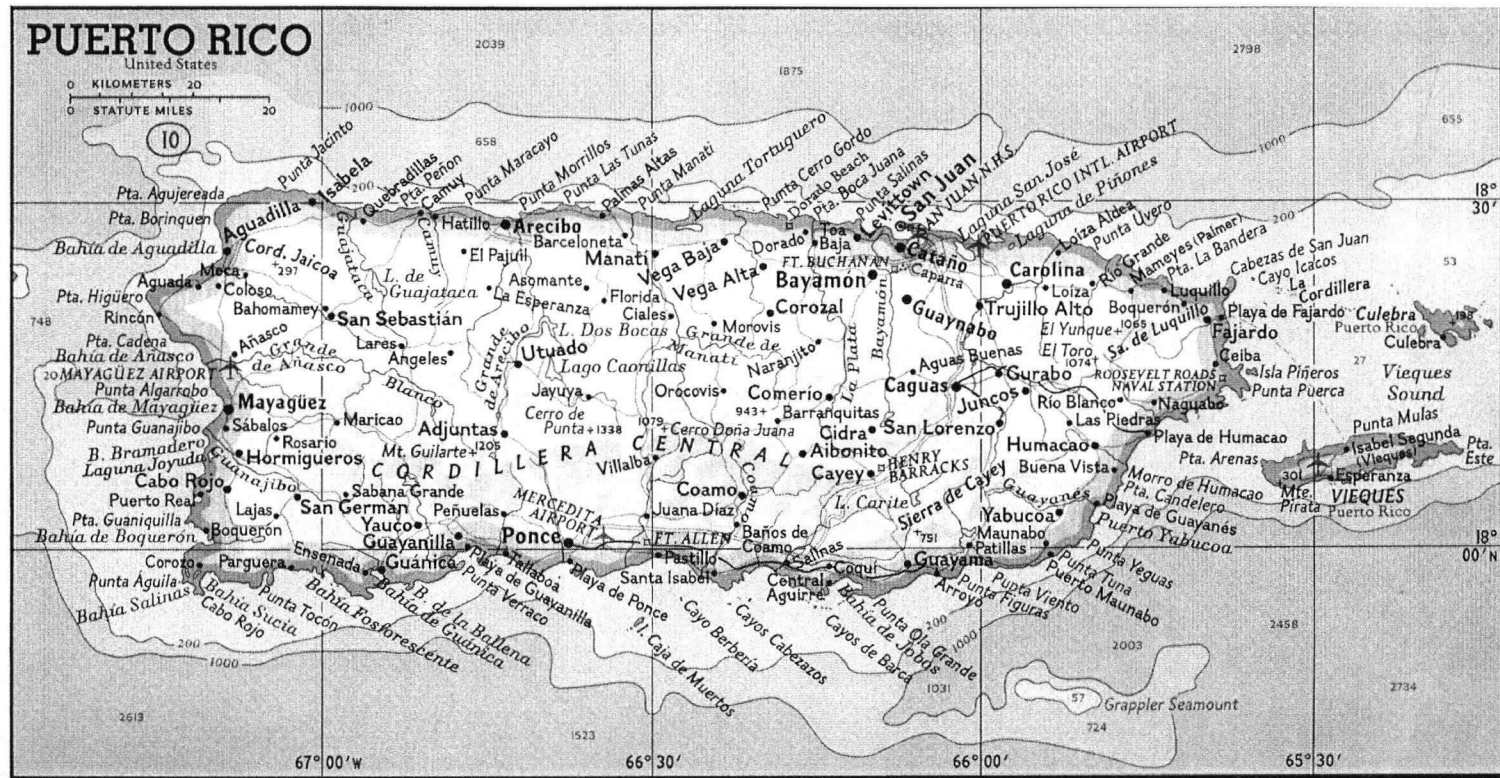 PUERTO RICO
United States
0 KILOMETERS 20
0 STATUTE MILES 20
10
2039
2798
1875
1000
658
655
1000
200
200
18°
30′
Punta Jacinto
Isabela
Quebradillas
Pta. Peñon
Camuy
Punta Maracayo
Hatillo
Punta Morrillos
Arecibo
Punta Las Tunas
Palmas Altas
Punta Manatí
Barceloneta
Laguna Tortuguero
Punta Cerro Gordo
Dorado Beach
Pta. Boca Juana
Punta Salinas
Levittown
San Juan
SAN JUAN N.H.S.
Laguna San José
PUERTO RICO INTL. AIRPORT
Laguna de Piñones
Loíza Aldea
Punta Uvero
Río Grande
Mameyes (Palmer)
Pta. La Bandera
Cabezas de San Juan
Cayo Icacos
La
Cordillera
53
Pta. Agujereada
Pta. Borinquen
Aguadilla
Bahía de Aguadilla
Cord. Jaicoa
+297
Moca
Aguada
Coloso
Pta. Higüero
Rincón
748
Guajataca
L. de Guajataca
Camuy
El Pajuil
La Esperanza
Asomante
Manatí
Florida
Ciales
Vega Baja
Vega Alta
Dorado
Toa Baja
FT. BUCHANAN
Cataño
Caparra
Bayamón
Bayamón
Guaynabo
Carolina
Trujillo Alto
Loíza
Boquerón
Luquillo
Playa de Fajardo
Fajardo
Sa. de Luquillo
El Yunque+
1065
El Toro
1074+
Culebra
+198
Puerto Rico
Culebra
Bahomamey
San Sebastián
Lares
Angeles
L. Dos Bocas
Utuado
Lago Caonillas
Grande de Arecibo
Grande de Manatí
Morovis
Corozal
Naranjito
La Plata
Aguas Buenas
Caguas
Gurabo
Juncos
Ceiba
ROOSEVELT ROADS
NAVAL STATION
Isla Piñeros
Punta Puerca
27
Vieques
Sound
Pta. Cadena
Añasco
Bahía de Añasco
Grande de Añasco
20
MAYAGÜEZ AIRPORT
Punta Algarrobo
Bahía de Mayagüez
Mayagüez
Blanco
Jayuya
Orocovis
Comerío
943+
Barranquitas
Río Blanco
Naguabo
Las Piedras
Punta Guanajibo
Sábalos
Maricao
Rosario
Adjuntas
Cerro de Punta +1338
1079+
Cerro Doña Juana
Cidra
San Lorenzo
Aibonito
Humacao
Playa de Humacao
Punta Mulas
Isabel Segunda
(Vieques)
Pta. Este
Pta. Arenas
B. Bramadero
Laguna Joyuda
Hormigueros
Guanajibo
Mt. Guilarte+
1205
CORDILLERA CENTRAL
Villalba
Cayey
HENRY
BARRACKS
Buena Vista
301
Esperanza
Mte. Pirata
VIEQUES
Puerto Rico
Cabo Rojo
Puerto Real
Sabana Grande
San Germán
MERCEDITA
AIRPORT
Coamo
Coamo
L. Carite
Sierra de Cayey
Guayanés
Morro de Humacao
Pta. Candelero
Pta. Guaniquilla
Bahía de Boquerón
Boquerón
Lajas
Yauco
Peñuelas
Guayanilla
Ponce
FT. ALLEN
Juana Díaz
Baños de Coamo
+751
Yabucoa
Playa de Guayanés
Puerto Yabucoa
Maunabo
Patillas
18°
00′ N
Corozo
Punta Aguila
Bahía Salinas
Cabo Rojo
Bahía Sucia
Parguera
Punta Tocon
Ensenada
Bahía Fosforescente
Guánica
Bahía de Guánica
B. de la Ballena
Punta Verraco
Playa de Guayanilla
Tallaboa
Playa de Ponce
Pastillo
Santa Isabel
Salinas
Central Aguirre
Coquí
Guayama
Arroyo
Punta Figuras
Punta Viento
Puerto Maunabo
Punta Tuna
Punta Yeguas
I. Caja de Muertos
Cayo Berbería
Cayos Cabezazos
Cayos de Barca
Bahía de Jobos
Punta Ola Grande
200
1000
200
1000
1031
2003
2458
57
Grappler Seamount
724
2734
2613
1523
67°00′W
66°30′
66°00′
65°30′